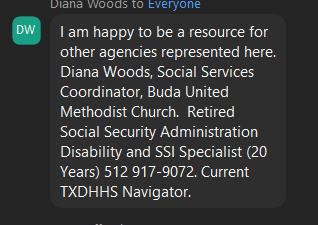 Diana Woods to Everyone
DW
I am happy to be a resource for
other agencies represented here.
Diana Woods, Social Services
Coordinator, Buda United
Methodist Church.  Retired
Social Security Administration
Disability and SSI Specialist (20
Years) 512 917-9072. Current
TXDHHS Navigator.